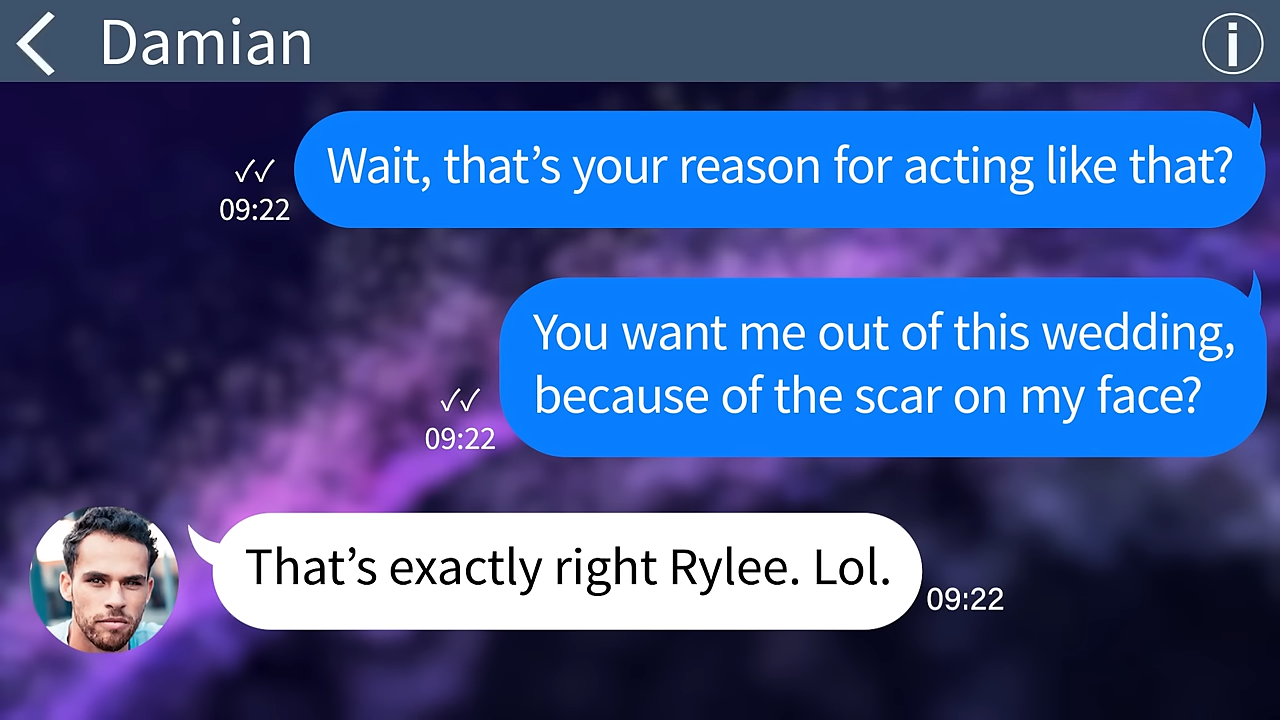 Damian
Wait, that’s your reason for acting like that?
09:22
You want me out of this wedding,
because of the scar on my face?
09:22
That’s exactly right Rylee. Lol.
09:22